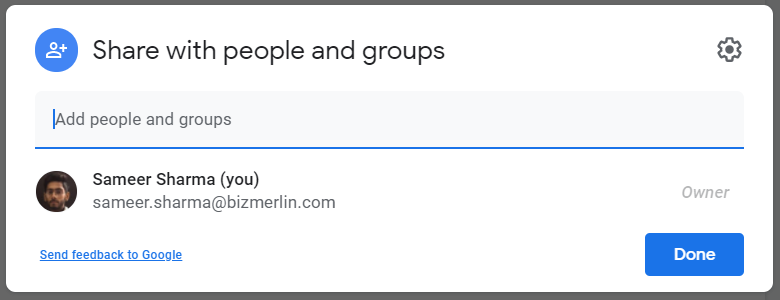 Share with people and groups
Add people and groups
Sameer Sharma (you)
sameer.sharma@bizmerlin.com
Owner
Send feedback to Google
Done